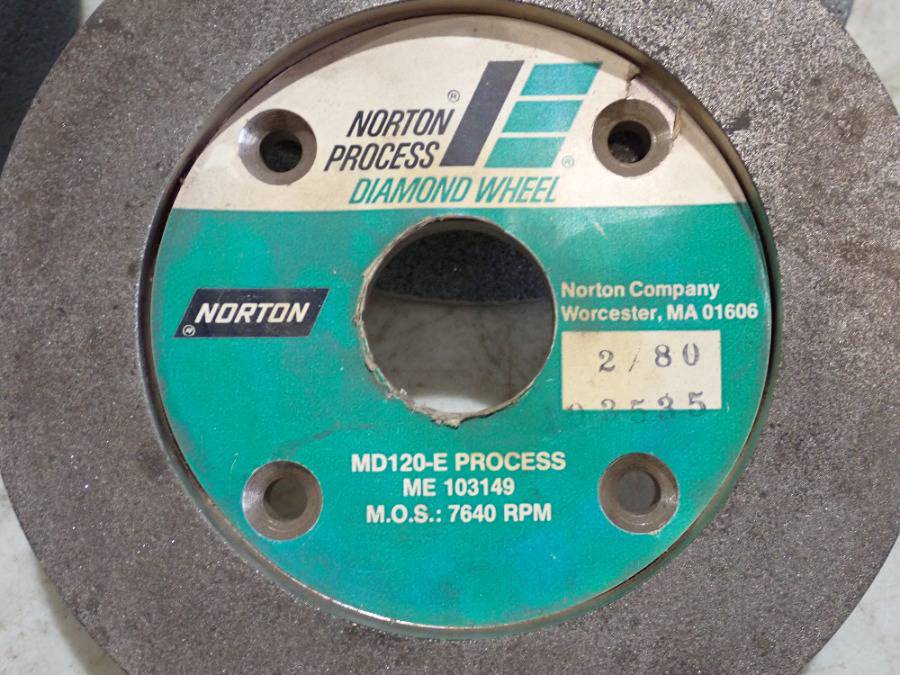 NORTON ®
PROCESS
®
DIAMOND WHEEL
NORTON
Norton Company
Worcester, MA 01606
2/80
MD120-E PROCESS
ME 103149
M.O.S.: 7640 RPM